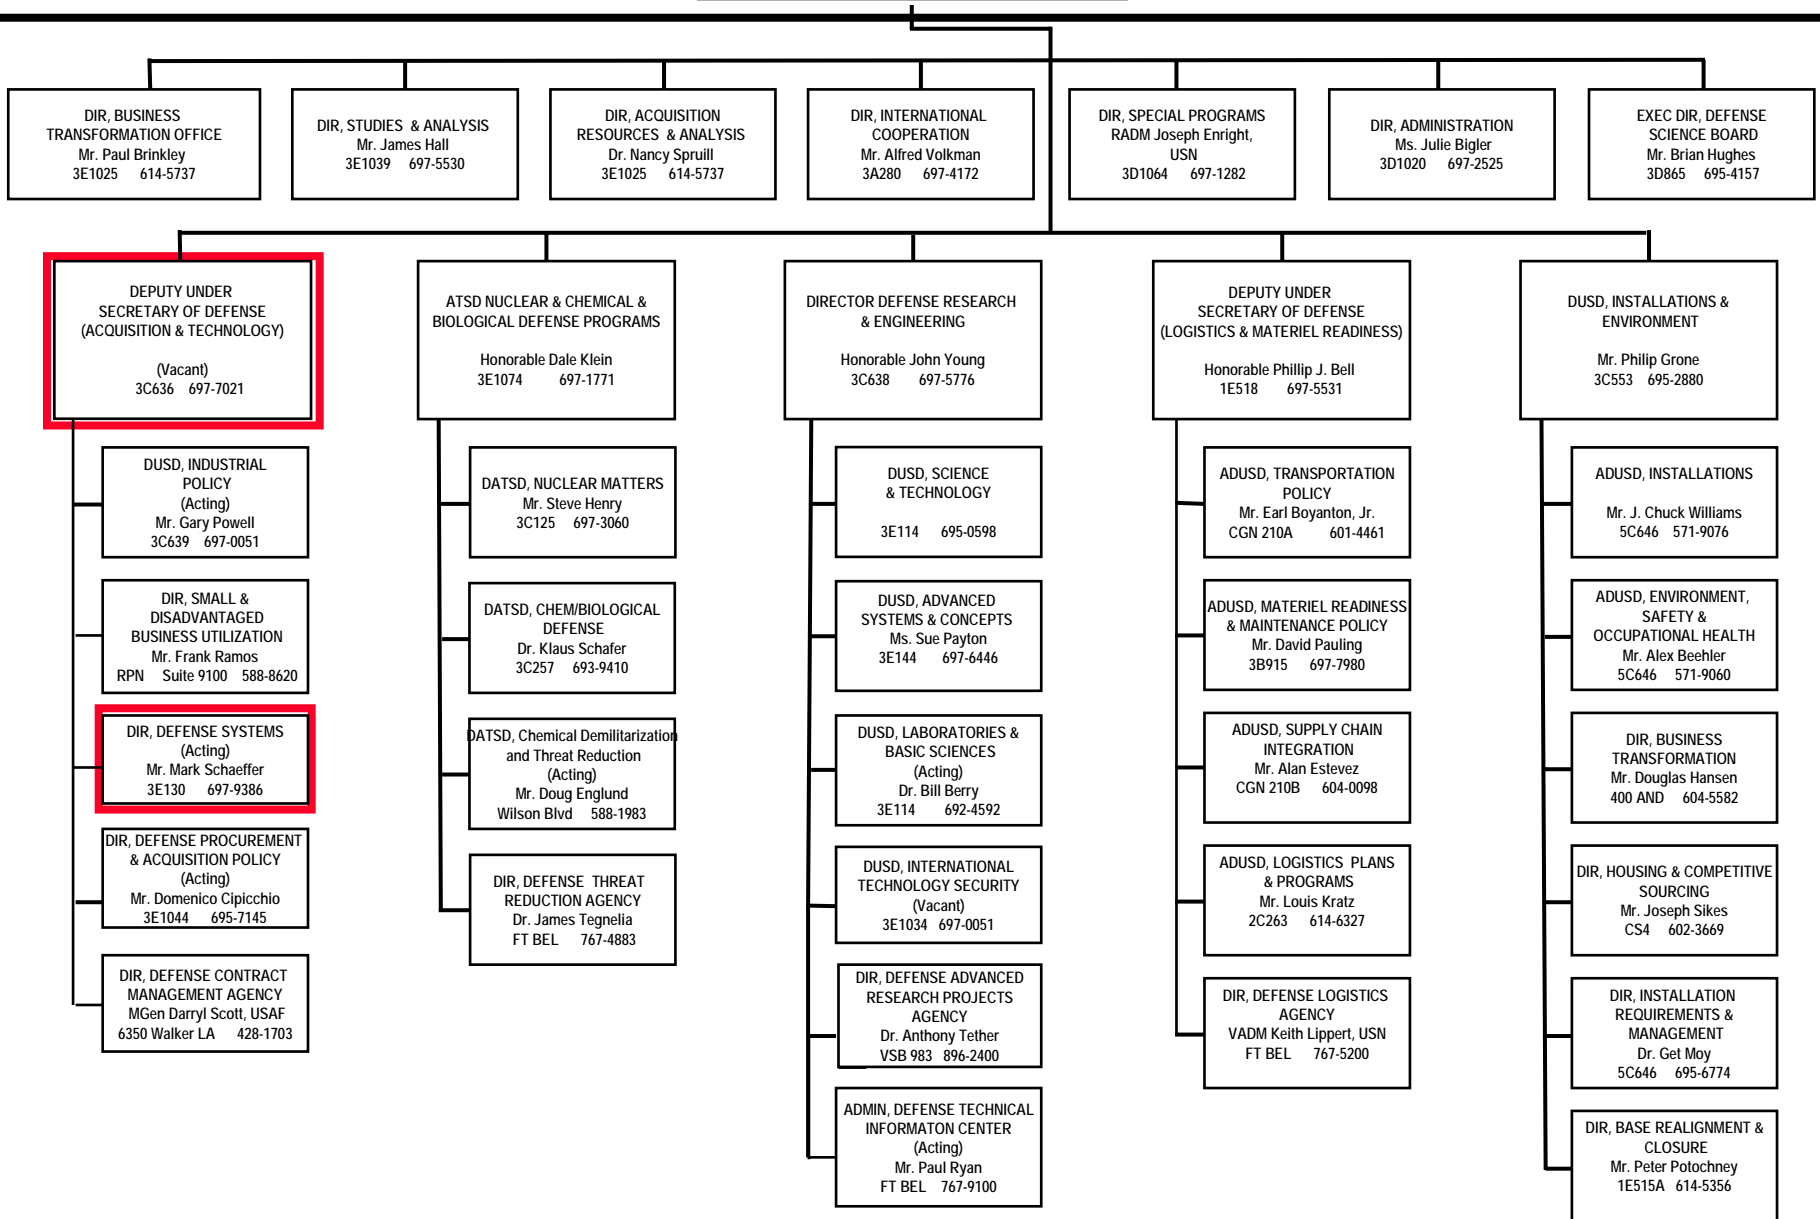 DIR, BUSINESS
TRANSFORMATION OFFICE
Mr. Paul Brinkley
3E1025 614-5737
DIR, STUDIES & ANALYSIS
Mr. James Hall
3E1039 697-5530
DIR, ACQUISITION
RESOURCES & ANALYSIS
Dr. Nancy Spruill
3E1025 614-5737
DIR, INTERNATIONAL
COOPERATION
Mr. Alfred Volkman
3A280 697-4172
DIR, SPECIAL PROGRAMS
RADM Joseph Enright,
USN
3D1064 697-1282
DIR, ADMINISTRATION
Ms. Julie Bigler
3D1020 697-2525
EXEC DIR, DEFENSE
SCIENCE BOARD
Mr. Brian Hughes
3D865 695-4157
DEPUTY UNDER
SECRETARY OF DEFENSE
(ACQUISITION & TECHNOLOGY)
(Vacant)
3C636 697-7021
DUSD, INDUSTRIAL
POLICY
(Acting)
Mr. Gary Powell
3C639 697-0051
DIR, SMALL &
DISADVANTAGED
BUSINESS UTILIZATION
Mr. Frank Ramos
RPN Suite 9100 588-8620
DIR, DEFENSE SYSTEMS
(Acting)
Mr. Mark Schaeffer
3E130 697-9386
DIR, DEFENSE PROCUREMENT
& ACQUISITION POLICY
(Acting)
Mr. Domenico Cipicchio
3E1044 695-7145
DIR, DEFENSE CONTRACT
MANAGEMENT AGENCY
MGen Darryl Scott, USAF
6350 Walker LA 428-1703
ATSD NUCLEAR & CHEMICAL &
BIOLOGICAL DEFENSE PROGRAMS
Honorable Dale Klein
3E1074 697-1771
DATSD, NUCLEAR MATTERS
Mr. Steve Henry
3C125 697-3060
DATSD, CHEM/BIOLOGICAL
DEFENSE
Dr. Klaus Schafer
3C257 693-9410
DATSD, Chemical Demilitarization
and Threat Reduction
(Acting)
Mr. Doug Englund
Wilson Blvd 588-1983
DIR, DEFENSE THREAT
REDUCTION AGENCY
Dr. James Tegnelia
FT BEL 767-4883
DIRECTOR DEFENSE RESEARCH
& ENGINEERING
Honorable John Young
3C638 697-5776
DUSD, SCIENCE
& TECHNOLOGY
3E114 695-0598
DUSD, ADVANCED
SYSTEMS & CONCEPTS
Ms. Sue Payton
3E144 697-6446
DUSD, LABORATORIES &
BASIC SCIENCES
(Acting)
Dr. Bill Berry
3E114 692-4592
DUSD, INTERNATIONAL
TECHNOLOGY SECURITY
(Vacant)
3E1034 697-0051
DIR, DEFENSE ADVANCED
RESEARCH PROJECTS
AGENCY
Dr. Anthony Tether
VSB 983 896-2400
ADMIN, DEFENSE TECHNICAL
INFORMATON CENTER
(Acting)
Mr. Paul Ryan
FT BEL 767-9100
DEPUTY UNDER
SECRETARY OF DEFENSE
(LOGISTICS & MATERIEL READINESS)
Honorable Phillip J. Bell
1E518 697-5531
ADUSD, TRANSPORTATION
POLICY
Mr. Earl Boyanton, Jr.
CGN 210A 601-4461
ADUSD, MATERIEL READINESS
& MAINTENANCE POLICY
Mr. David Pauling
3B915 697-7980
ADUSD, SUPPLY CHAIN
INTEGRATION
Mr. Alan Estevez
CGN 210B 604-0098
ADUSD, LOGISTICS PLANS
& PROGRAMS
Mr. Louis Kratz
2C263 614-6327
DIR, DEFENSE LOGISTICS
AGENCY
VADM Keith Lippert, USN
FT BEL 767-5200
DUSD, INSTALLATIONS &
ENVIRONMENT
Mr. Philip Grone
3C553 695-2880
ADUSD, INSTALLATIONS
Mr. J. Chuck Williams
5C646 571-9076
ADUSD, ENVIRONMENT,
SAFETY &
OCCUPATIONAL HEALTH
Mr. Alex Beehler
5C646 571-9060
DIR, BUSINESS
TRANSFORMATION
Mr. Douglas Hansen
400 AND 604-5582
DIR, HOUSING & COMPETITIVE
SOURCING
Mr. Joseph Sikes
CS4 602-3669
DIR, INSTALLATION
REQUIREMENTS &
MANAGEMENT
Dr. Get Moy
5C646 695-6774
DIR, BASE REALIGNMENT &
CLOSURE
Mr. Peter Potochney
1E515A 614-5356